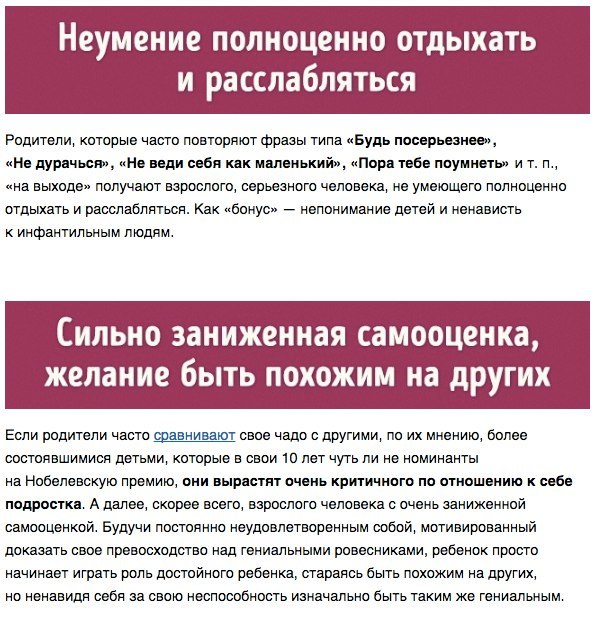 Неумение полноценно отдыхать
и расслабляться
Родители, которые часто повторяют фразы типа «Будь посерьезнее»,
«Не дурачься», «Не веди себя как маленький», «Пора тебе поумнеть» и т. п.,
«на выходе» получают взрослого, серьезного человека, не умеющего полноценно
отдыхать и расслабляться. Как «бонус» — непонимание детей и ненависть
к инфантильным людям.
Сильно заниженная самооценка,
желание быть похожим на других
Если родители часто сравнивают свое чадо с другими, по их мнению, более
состоявшимися детьми, которые в свои 10 лет чуть ли не номинанты
на Нобелевскую премию, они вырастят очень критичного по отношению к себе
подростка. А далее, скорее всего, взрослого человека с очень заниженной
самооценкой. Будучи постоянно неудовлетворенным собой, мотивированный
доказать свое превосходство над гениальными ровесниками, ребенок просто
начинает играть роль достойного ребенка, стараясь быть похожим на других,
но ненавидя себя за свою неспособность изначально быть таким же гениальным.